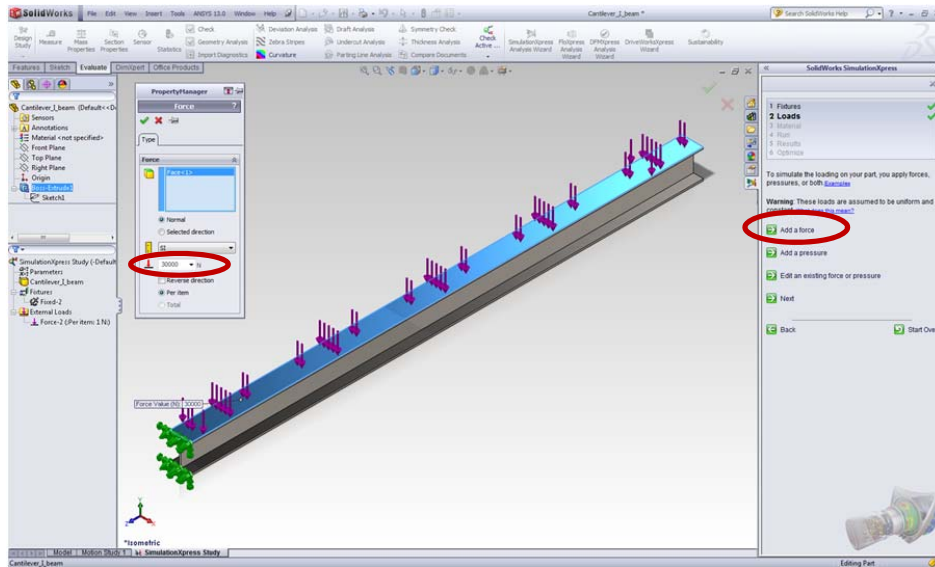 SolidWorks File Edit View Insert Tools ANSYS 13.0 Window Help Cantilever_I_beam * Search SolidWorks Help
Design Study Measure Mass Properties Section Properties Sensor Statistics
Check Deviation Analysis Draft Analysis Symmetry Check
Geometry Analysis Zebra Stripes Undercut Analysis Thickness Analysis
Import Diagnostics Curvature Parting Line Analysis Compare Documents
Check Active ... SimulationXpress Analysis Wizard FloXpress Analysis Wizard DFMXpress Analysis Wizard DriveWorksXpress Wizard Sustainability
Features Sketch Evaluate DimXpert Office Products
Cantilever_I_beam (Default<<D
Sensors
Annotations
Material <not specified>
Front Plane
Top Plane
Right Plane
Origin
Boss-Extrude1
Sketch1
SimulationXpress Study (-Default
Parameters
Cantilever_I_beam
Fixtures
Fixed-2
External Loads
Force-2 (:Per item: 1 N:)
PropertyManager
Force ?
Type
Force
Face<1>
Normal
Selected direction
SI
30000 N
Reverse direction
Per item
Total
Force Value (N): 30000
*Isometric
SolidWorks SimulationXpress
1 Fixtures
2 Loads
3 Material
4 Run
5 Results
6 Optimize
To simulate the loading on your part, you apply forces,
pressures, or both. Examples
Warning: These loads are assumed to be uniform and
constant.
Add a force
Add a pressure
Edit an existing force or pressure
Next
Back Start Over
Model Motion Study 1 SimulationXpress Study
Cantilever_I_beam Editing Part